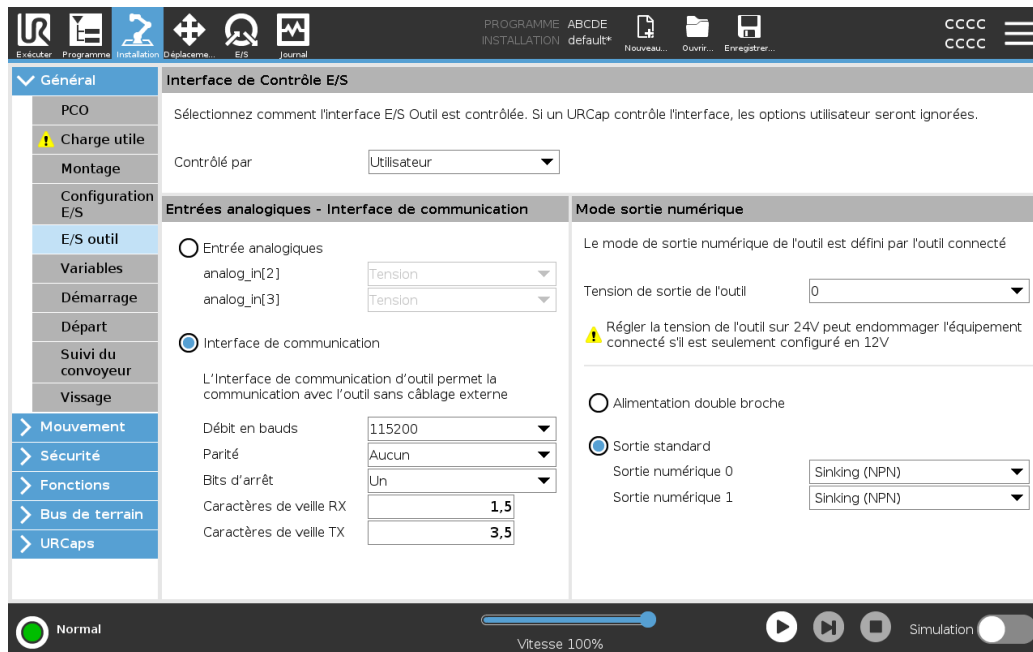 UR
Exécuter
Programme
Installation
Déplaceme...
E/S
Journal
PROGRAMME ABCDE
INSTALLATION default*
Nouveau...
Ouvrir...
Enregistrer...
CCCC
CCCC
Général
PCO
Charge utile
Montage
Configuration
E/S
E/S outil
Variables
Démarrage
Départ
Suivi du
convoyeur
Vissage
Mouvement
Sécurité
Fonctions
Bus de terrain
URCaps
Interface de Contrôle E/S
Sélectionnez comment l'interface E/S Outil est contrôlée. Si un URCap contrôle l'interface, les options utilisateur seront ignorées.
Contrôlé par Utilisateur
Entrées analogiques - Interface de communication
Entrée analogiques
analog_in[2] Tension
analog_in[3] Tension
Interface de communication
L'Interface de communication d'outil permet la
communication avec l'outil sans câblage externe
Débit en bauds 115200
Parité Aucun
Bits d'arrêt Un
Caractères de veille RX 1,5
Caractères de veille TX 3,5
Mode sortie numérique
Le mode de sortie numérique de l'outil est défini par l'outil connecté
Tension de sortie de l'outil 0
Régler la tension de l'outil sur 24V peut endommager l'équipement
connecté s'il est seulement configuré en 12V
Alimentation double broche
Sortie standard
Sortie numérique 0 Sinking (NPN)
Sortie numérique 1 Sinking (NPN)
Normal
Vitesse 100%
Simulation